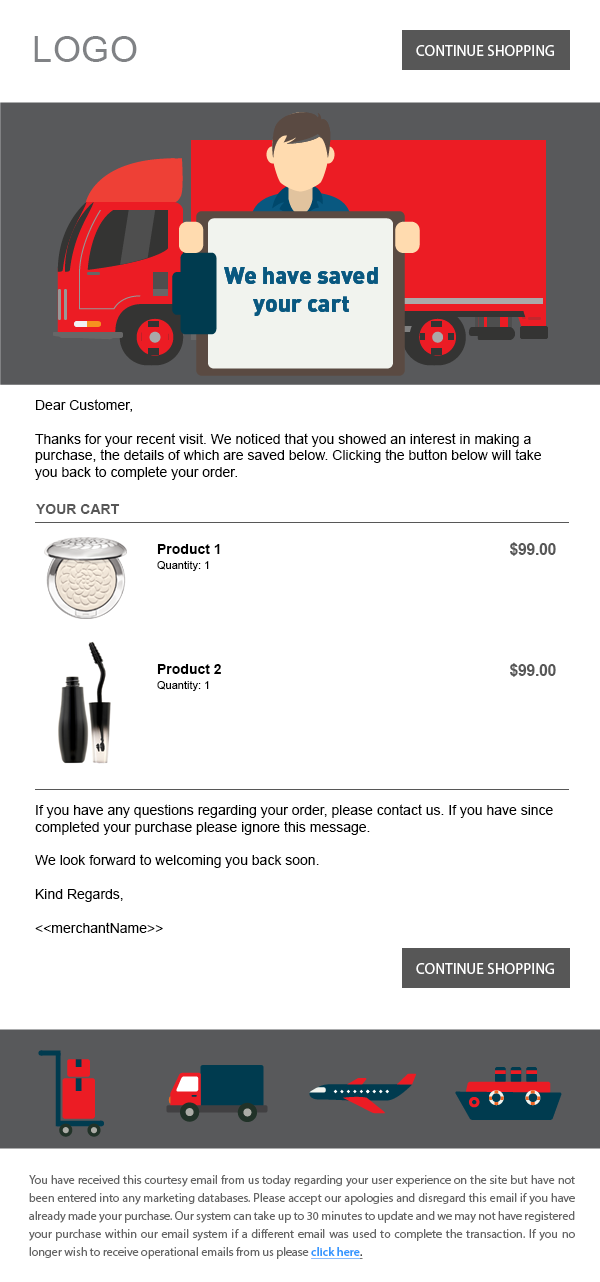 LOGO
CONTINUE SHOPPING
We have saved
your cart
Dear Customer,
Thanks for your recent visit. We noticed that you showed an interest in making a
purchase, the details of which are saved below. Clicking the button below will take
you back to complete your order.
YOUR CART
Product 1
$99.00
Quantity: 1
Product 2
$99.00
Quantity: 1
If you have any questions regarding your order, please contact us. If you have since
completed your purchase please ignore this message.
We look forward to welcoming you back soon.
Kind Regards,
<<merchantName>>
CONTINUE SHOPPING
You have received this courtesy email from us today regarding your user experience on the site but have not
been entered into any marketing databases. Please accept our apologies and disregard this email if you have
already made your purchase. Our system can take up to 30 minutes to update and we may not have registered
your purchase within our email system if a different email was used to complete the transaction. If you no
longer wish to receive operational emails from us please click here.